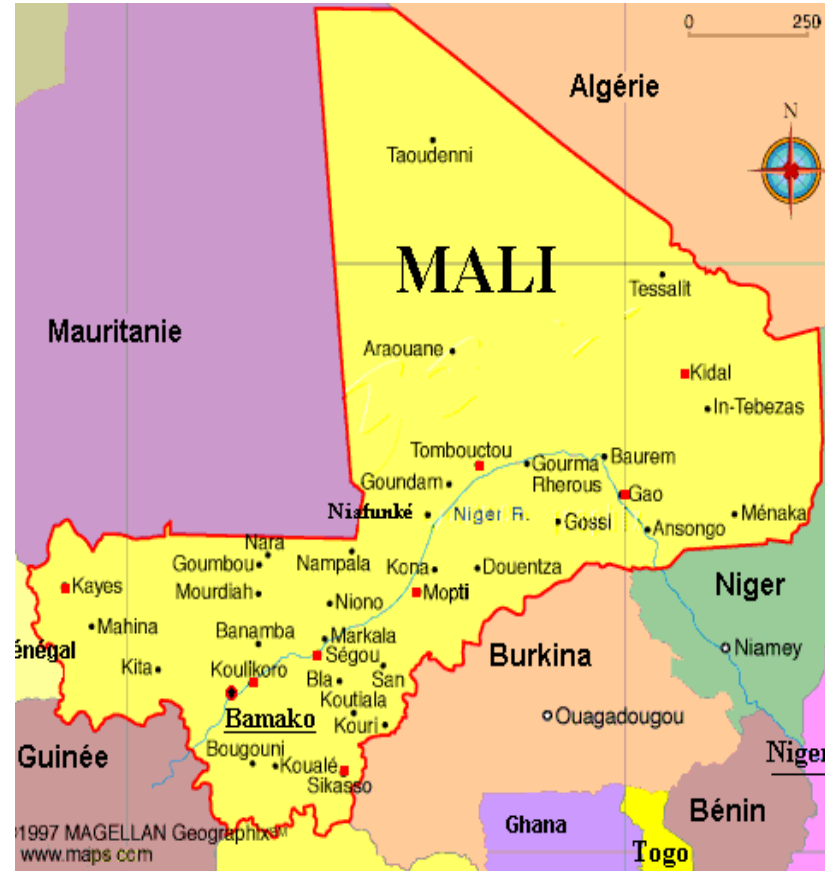 0 250
Algérie
N
Taoudenni
MALI
Tessalit
Mauritanie
Araouane
Kidal
In-Tebezas
Tombouctou
Baurem
Gourma
Rherous
Goundam
Gao
Niafunké
Niger R.
Gossi
Ménaka
Ansongo
Nara
Nampala
Goumbou
Kona
Douentza
Kayes
Mourdiah
Niono
Mopti
Niger
Mahina
Banamba
Markala
énégal
Ségou
Burkina
Niamey
Kita
Koulikoro
Bla
San
Koutiala
Bamako
Kouri
Ouagadougou
Guinée
Bougouni
Koualé
Sikasso
Niger
Bénin
Ghana
Togo
©1997 MAGELLAN Geographix℠
www.maps.com